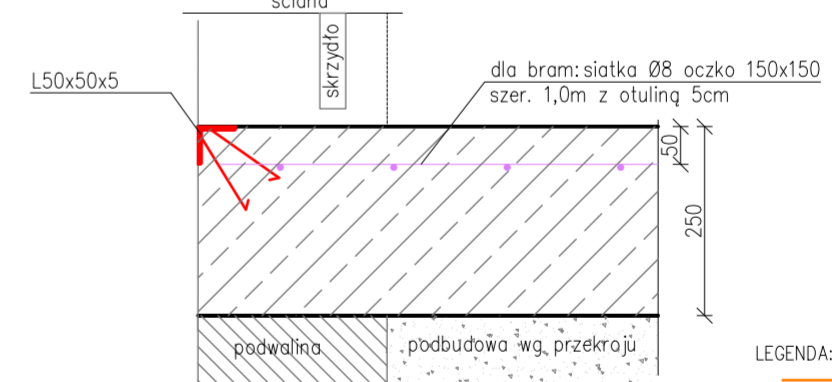 ściana
skrzydło
L50x50x5
dla bram: siatka Ø8 oczko 150x150
szer. 1,0m z otuliną 5cm
50
250
podwalina
podbudowa wg. przekroju
LEGENDA: